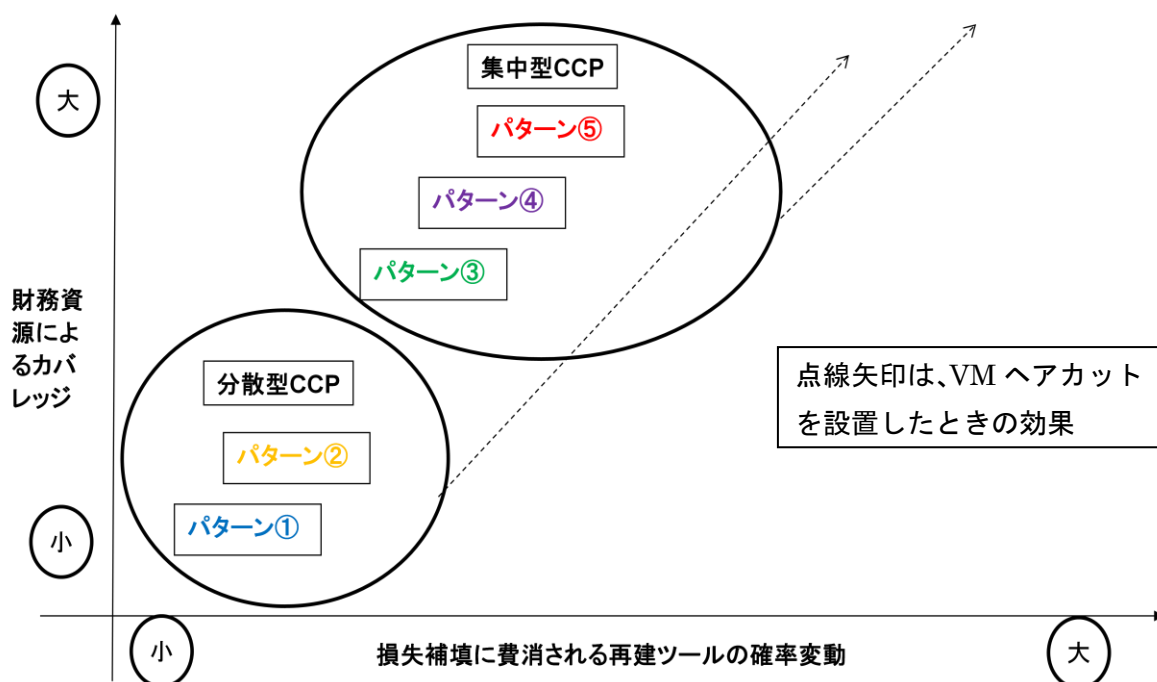 集中型CCP
大
パターン⑤
パターン④
パターン③
財務資
源によ
るカバ
レッジ
分散型CCP
点線矢印は、VM ヘアカット
を設置したときの効果
パターン②
パターン①
小
小
損失補填に費消される再建ツールの確率変動
大